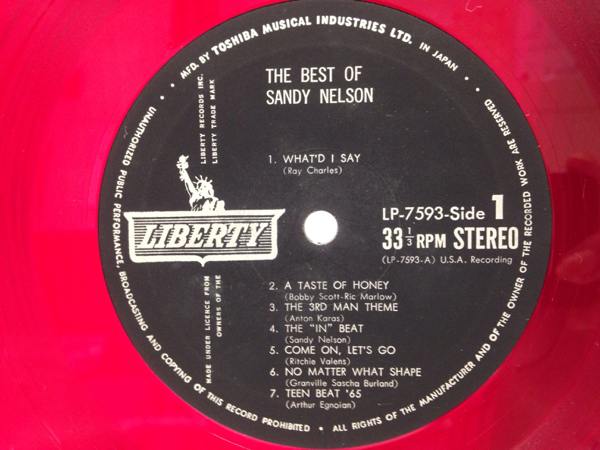 MFD. BY TOSHIBA MUSICAL INDUSTRIES LTD. IN JAPAN
THE BEST OF
SANDY NELSON
LIBERTY RECORDS INC.
LIBERTY TRADE MARK
1. WHAT'D I SAY
(Ray Charles)
LIBERTY
LP-7593-Side 1
33 1/3 RPM STEREO
(LP-7593-A) U.S.A. Recording
MADE UNDER LICENCE FROM
OWNERS OF THE
2. A TASTE OF HONEY
(Bobby Scott-Ric Marlow)
3. THE 3RD MAN THEME
(Anton Karas)
4. THE "IN" BEAT
(Sandy Nelson)
5. COME ON, LET'S GO
(Ritchie Valens)
6. NO MATTER WHAT SHAPE
(Granville Sascha Burland)
7. TEEN BEAT '65
(Arthur Egnoian)
UNAUTHORIZED PUBLIC PERFORMANCE, BROADCASTING AND COPYING OF THIS RECORD PROHIBITED • ALL RIGHTS OF THE MANUFACTURER AND OF THE OWNER OF THE RECORDED WORK ARE RESERVED